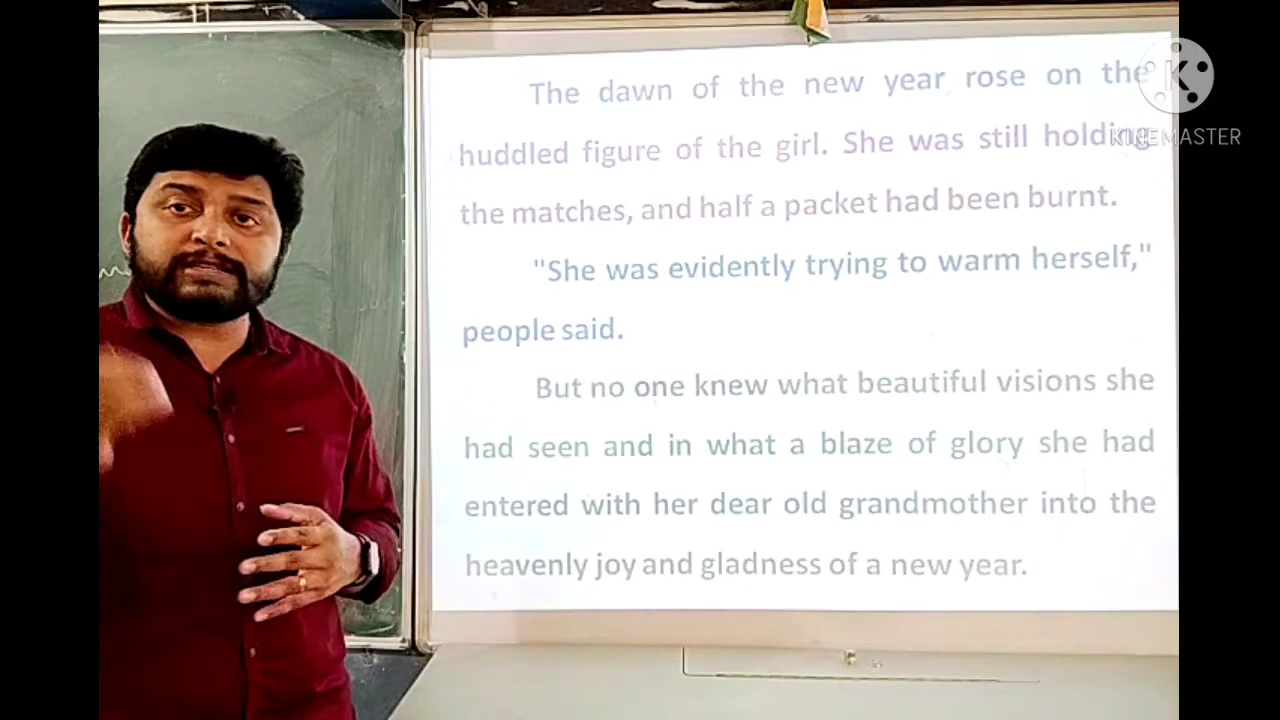 The dawn of the new year rose on the
huddled figure of the girl. She was still holding
the matches, and half a packet had been burnt.
"She was evidently trying to warm herself,"
people said.
But no one knew what beautiful visions she
had seen and in what a blaze of glory she had
entered with her dear old grandmother into the
heavenly joy and gladness of a new year.
K
KINEMASTER